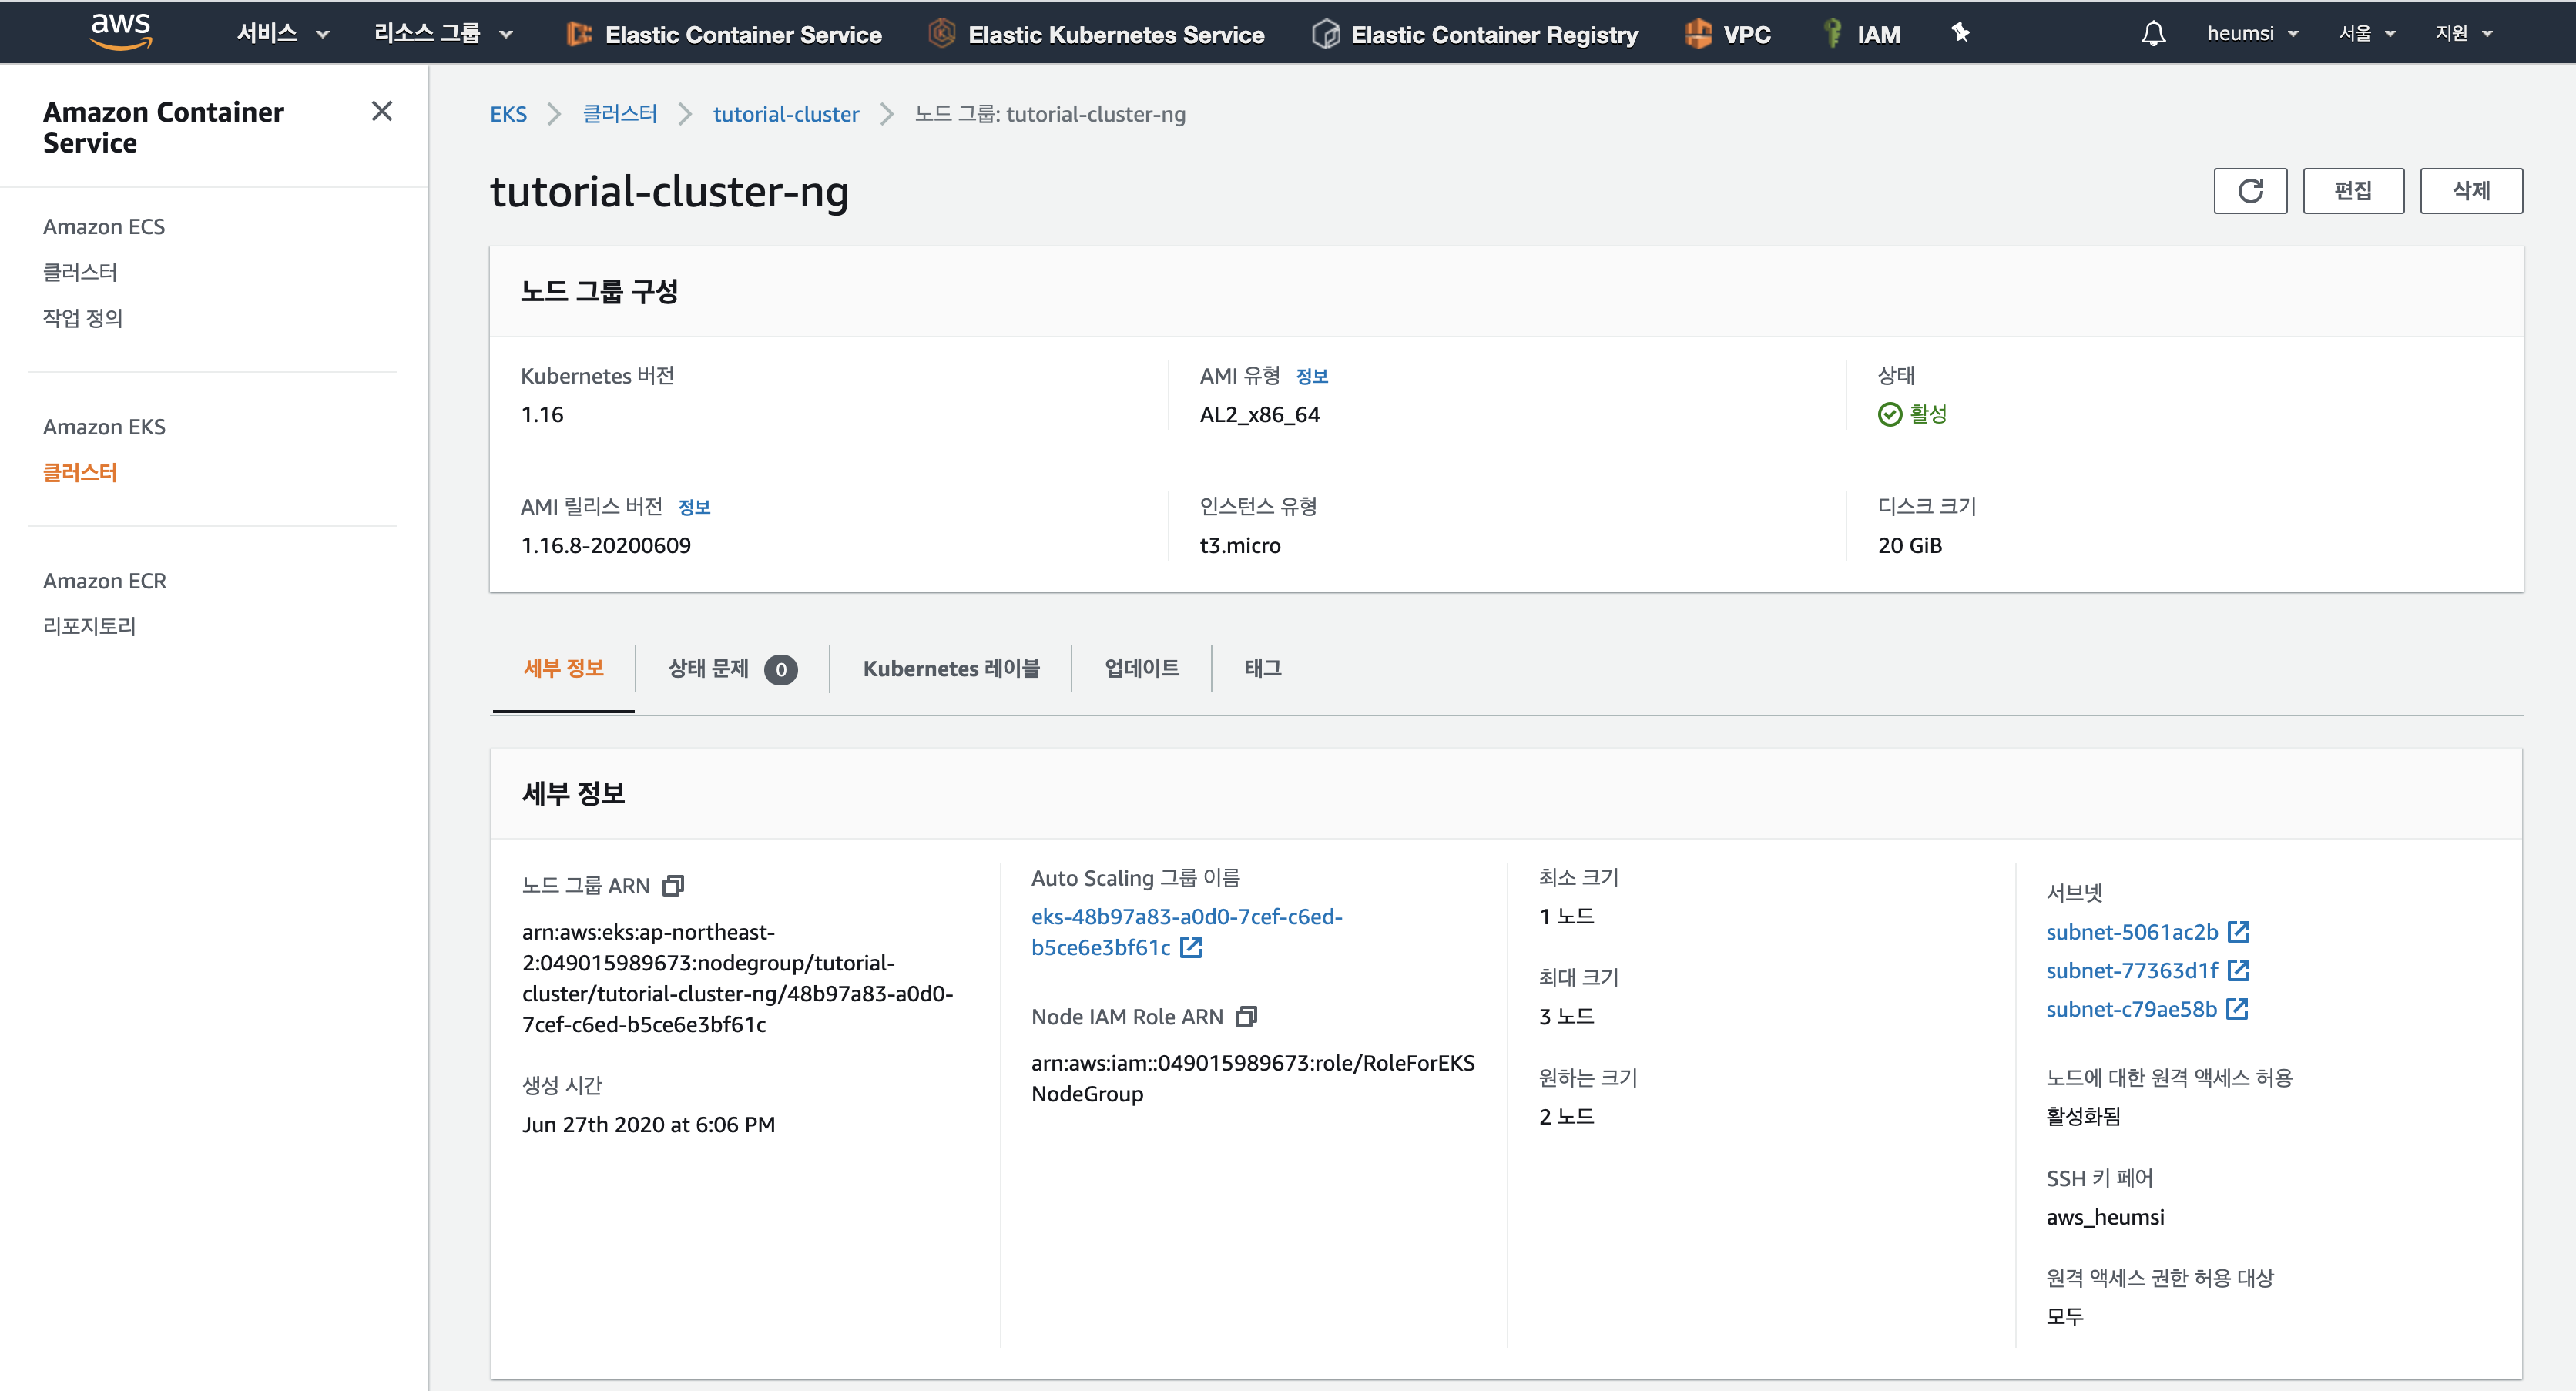 aws 서비스 리소스 그룹 Elastic Container Service Elastic Kubernetes Service Elastic Container Registry VPC IAM heumsi 서울 지원
Amazon Container
Service
Amazon ECS
클러스터
작업 정의
Amazon EKS
클러스터
Amazon ECR
리포지토리
EKS 클러스터 tutorial-cluster 노드 그룹: tutorial-cluster-ng
tutorial-cluster-ng
편집 삭제
노드 그룹 구성
Kubernetes 버전
1.16
AMI 유형 정보
AL2_x86_64
상태
활성
AMI 릴리스 버전 정보
1.16.8-20200609
인스턴스 유형
t3.micro
디스크 크기
20 GiB
세부 정보 상태 문제 0 Kubernetes 레이블 업데이트 태그
세부 정보
노드 그룹 ARN
arn:aws:eks:ap-northeast-
2:049015989673:nodegroup/tutorial-
cluster/tutorial-cluster-ng/48b97a83-a0d0-
7cef-c6ed-b5ce6e3bf61c
생성 시간
Jun 27th 2020 at 6:06 PM
Auto Scaling 그룹 이름
eks-48b97a83-a0d0-7cef-c6ed-
b5ce6e3bf61c
Node IAM Role ARN
arn:aws:iam::049015989673:role/RoleForEKS
NodeGroup
최소 크기
1 노드
최대 크기
3 노드
원하는 크기
2 노드
서브넷
subnet-5061ac2b
subnet-77363d1f
subnet-c79ae58b
노드에 대한 원격 액세스 허용
활성화됨
SSH 키 페어
aws_heumsi
원격 액세스 권한 허용 대상
모두